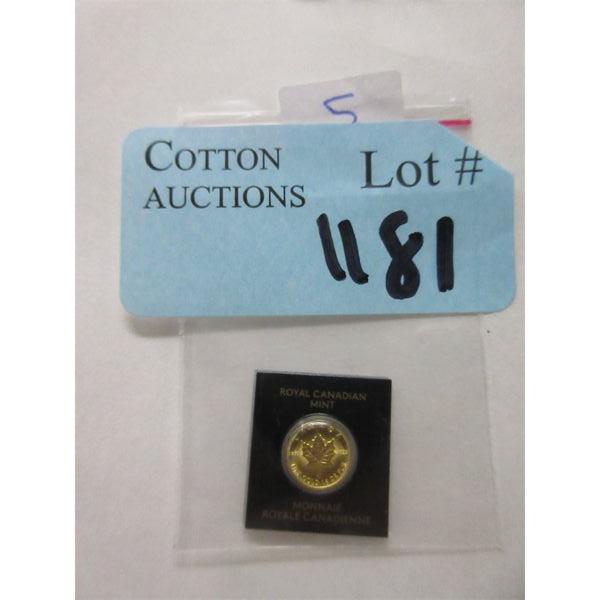 5
COTTON
AUCTIONS
Lot #
1181
ROYAL CANADIAN
MINT
MONNAIE
ROYALE CANADIENNE